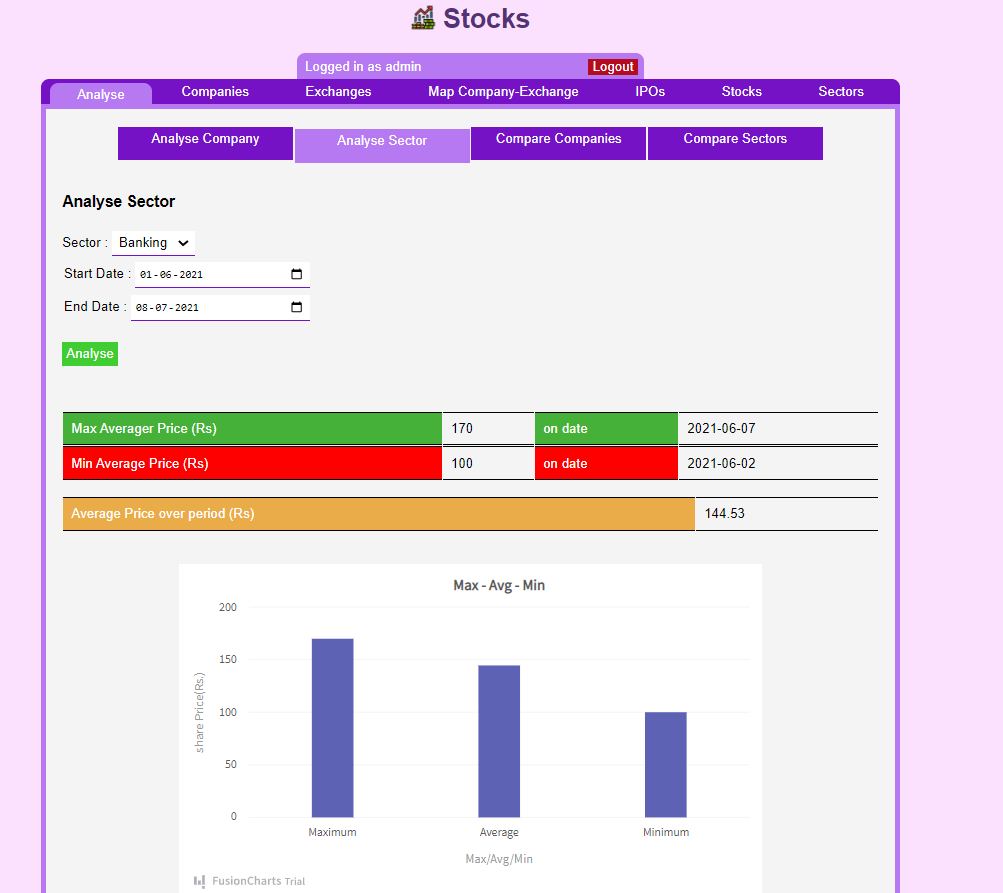 Stocks
Logged in as admin Logout
Analyse Companies Exchanges Map Company-Exchange IPOs Stocks Sectors
Analyse Company Analyse Sector Compare Companies Compare Sectors
Analyse Sector
Sector : Banking
Start Date : 01-06-2021
End Date : 08-07-2021
Analyse
Max Averager Price (Rs) 170 on date 2021-06-07
Min Average Price (Rs) 100 on date 2021-06-02
Average Price over period (Rs) 144.53
Max - Avg - Min
200
150
100
50
0
share Price(Rs.)
Maximum Average Minimum
Max/Avg/Min
FusionCharts Trial